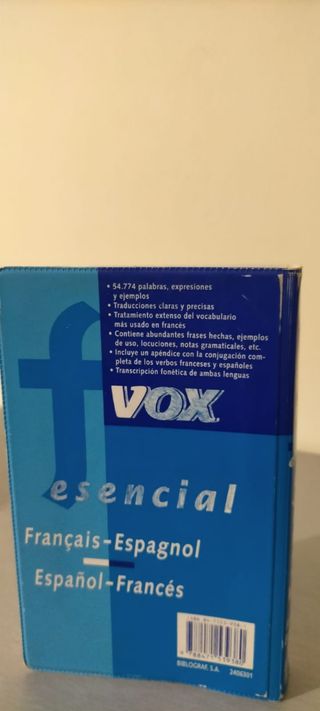 • 54.774 palabras, expresiones
y ejemplos
• Traducciones claras y precisas
• Tratamiento extenso del vocabulario
más usado en francés
• Contiene abundantes frases hechas, ejemplos
de uso, locuciones, notas gramaticales, etc.
• Incluye un apéndice con la conjugación com-
pleta de los verbos franceses y españoles
• Transcripción fonética de ambas lenguas
VOX
f
esencial
Français-Espagnol
Español-Francés
BIBLOGRAF, S.A. 2406301